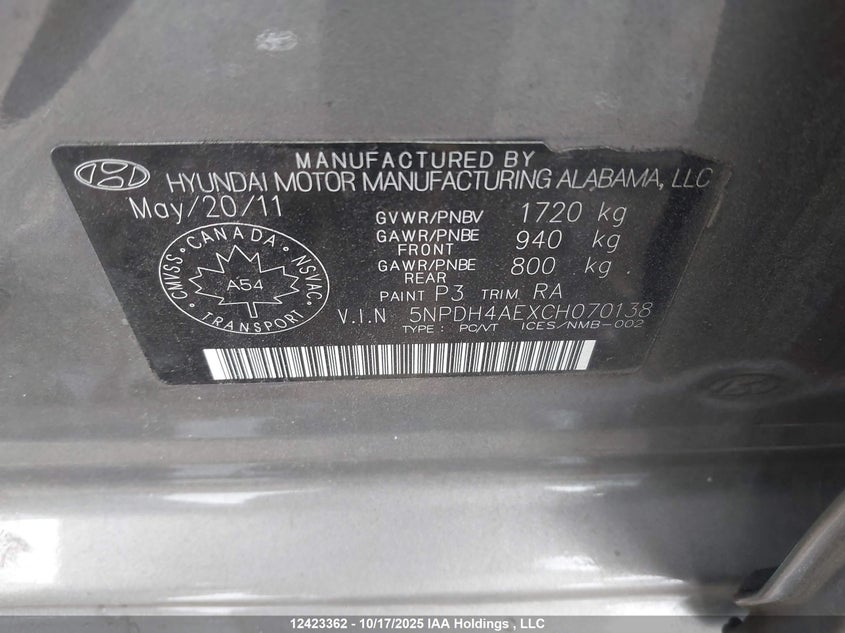 MANUFACTURED BY
HYUNDAI MOTOR MANUFACTURING ALABAMA, LLC
May/20/11
GVWR/PNBV 1720 kg
GAWR/PNBE FRONT 940 kg
GAWR/PNBE REAR 800 kg
PAINT P3 TRIM RA
V.I.N 5NPDH4AEXCH070138
TYPE : PC/VT ICES/NMB-002
CANADA
CMVSS
NSVAC
A54
TRANSPORT
12423362 - 10/17/2025 IAA Holdings , LLC